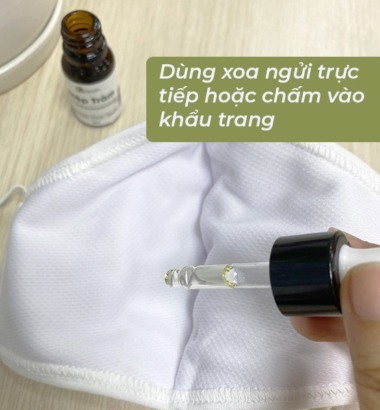 Dùng xoa ngửi trực
tiếp hoặc chấm vào
khẩu trang